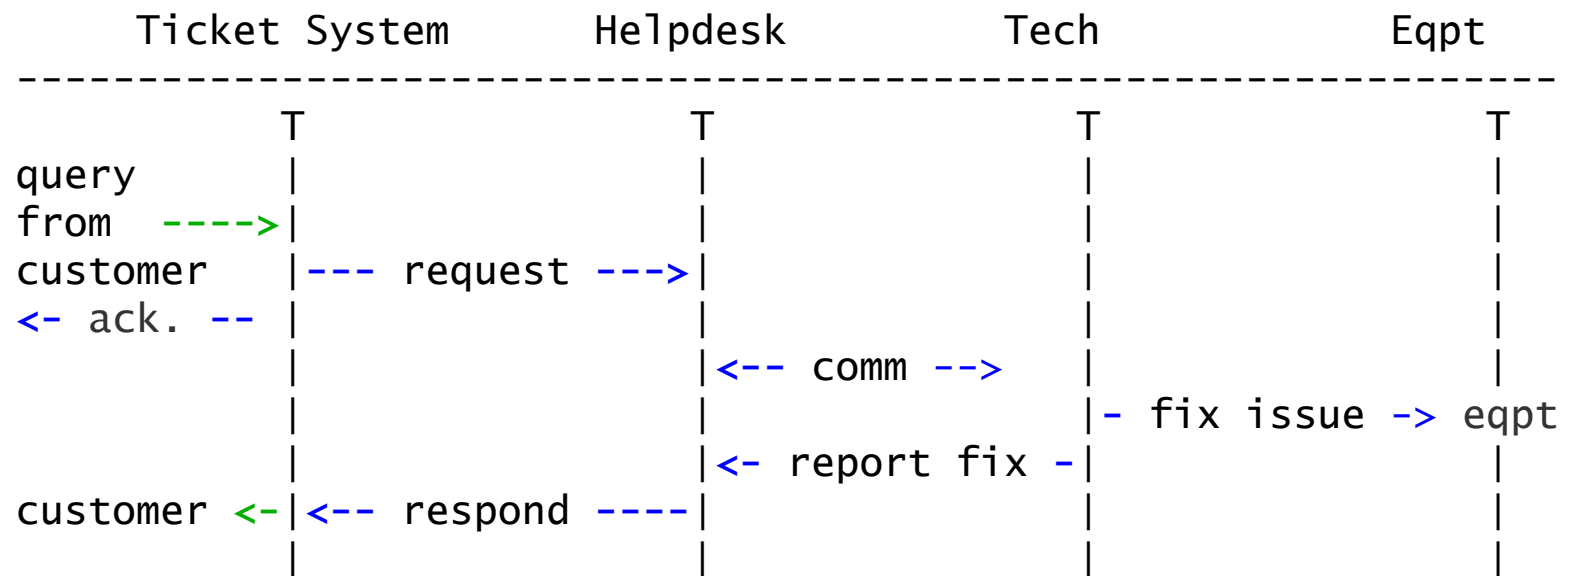 Ticket System Helpdesk Tech Eqpt
--------------------------------------------------------------
T T T T
query
from ---->
customer |--- request --->|
<- ack. --
|<-- comm -->
|- fix issue -> eqpt
|<- report fix -|
customer <-|<-- respond ----|